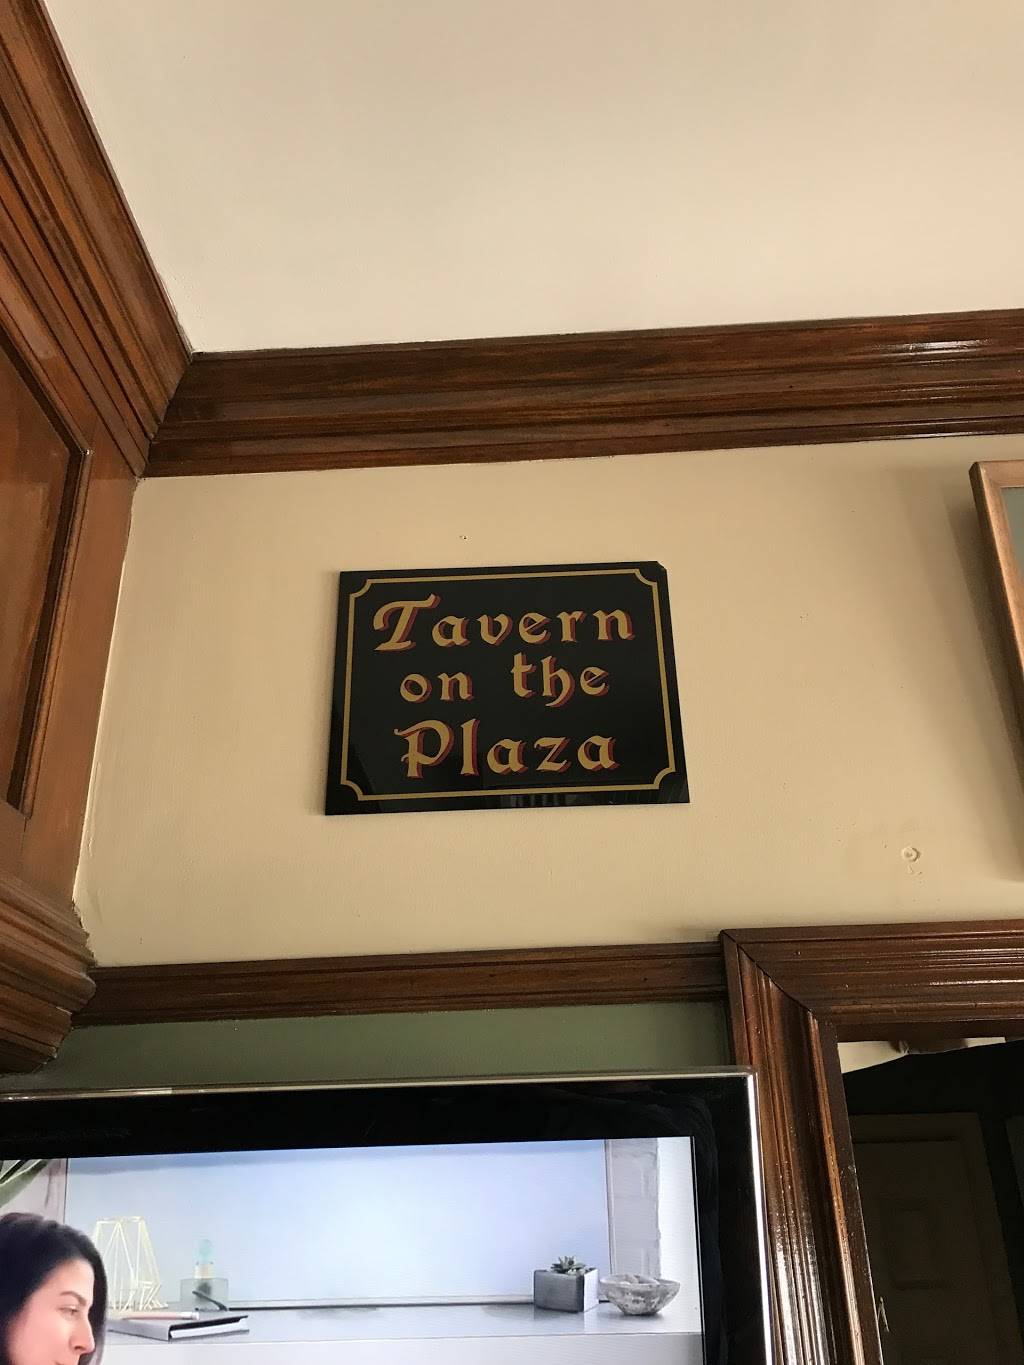 Tavern
on the
Plaza